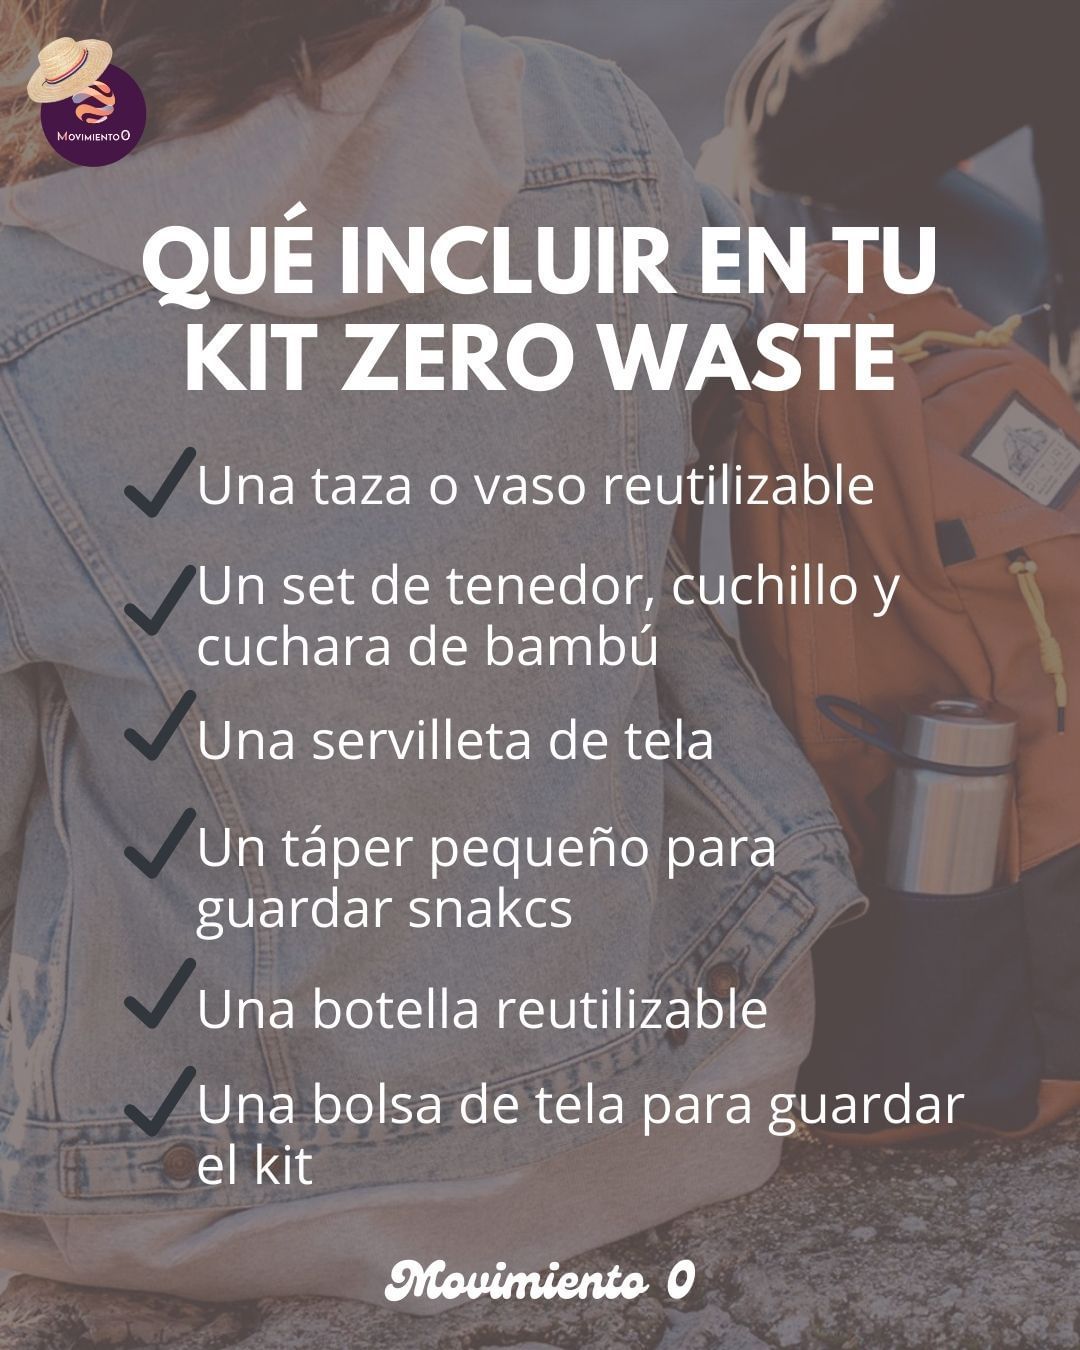 MOVIMIENTO0
QUÉ INCLUIR EN TU
KIT ZERO WASTE
Una taza o vaso reutilizable
Un set de tenedor, cuchillo y
cuchara de bambú
Una servilleta de tela
Un táper pequeño para
guardar snakcs
Una botella reutilizable
Una bolsa de tela para guardar
el kit
Movimiento 0
PICTURE